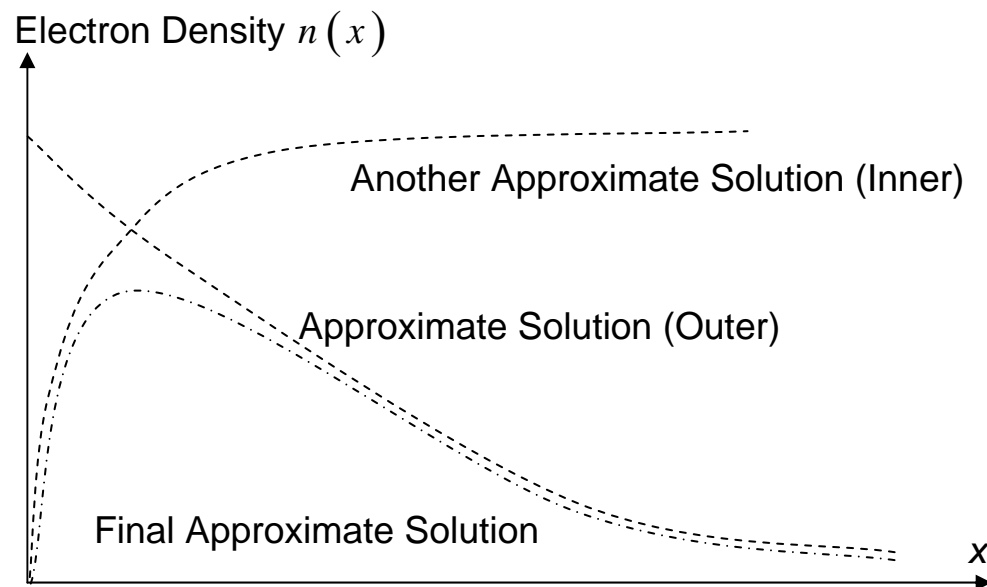 Electron Density n(x)
Another Approximate Solution (Inner)
Approximate Solution (Outer)
Final Approximate Solution
x